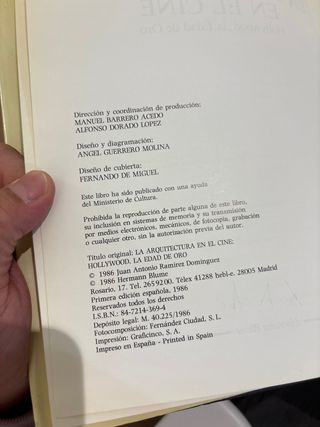 Dirección y coordinación de producción:
MANUEL BARRERO ACEDO
ALFONSO DORADO LOPEZ
Diseño y diagramación:
ANGEL GUERRERO MOLINA
Diseño de cubierta:
FERNANDO DE MIGUEL
Este libro ha sido publicado con una ayuda
del Ministerio de Cultura.
Prohibida la reproducción de parte alguna de este libro,
su inclusión en sistemas de memoria y su transmisión
por medios electrónicos, mecánicos, de fotocopia, grabación
o cualquier otro, sin la autorización previa del autor.
Título original: LA ARQUITECTURA EN EL CINE:
HOLLYWOOD, LA EDAD DE ORO
© 1986 Juan Antonio Ramírez Domínguez
© 1986 Hermann Blume
Rosario, 17. Tel. 2659200. Télex 41288 hebl-e. 28005 Madrid
Primera edición española, 1986
Reservados todos los derechos
I.S.B.N.: 84-7214-369-4
Depósito legal: M. 40.225/1986
Fotocomposición: Fernández Ciudad, S. L.
Impresión: Graficinco, S. A.
Impreso en España - Printed in Spain